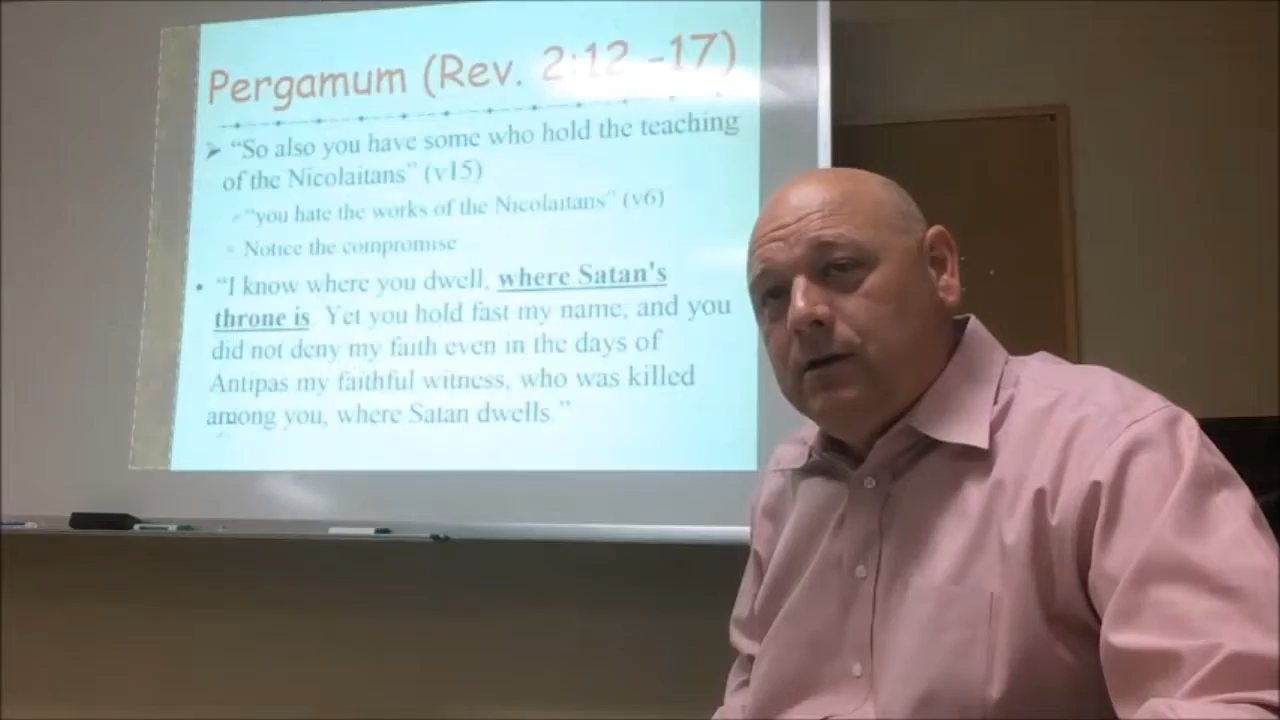 Pergamum (Rev. 2:12 -17)
"So also you have some who hold the teaching
of the Nicolaitans" (v15)
"you hate the works of the Nicolaitans" (v6)
Notice the compromise
"I know where you dwell, where Satan's
throne is. Yet you hold fast my name, and you
did not deny my faith even in the days of
Antipas my faithful witness, who was killed
among you, where Satan dwells."